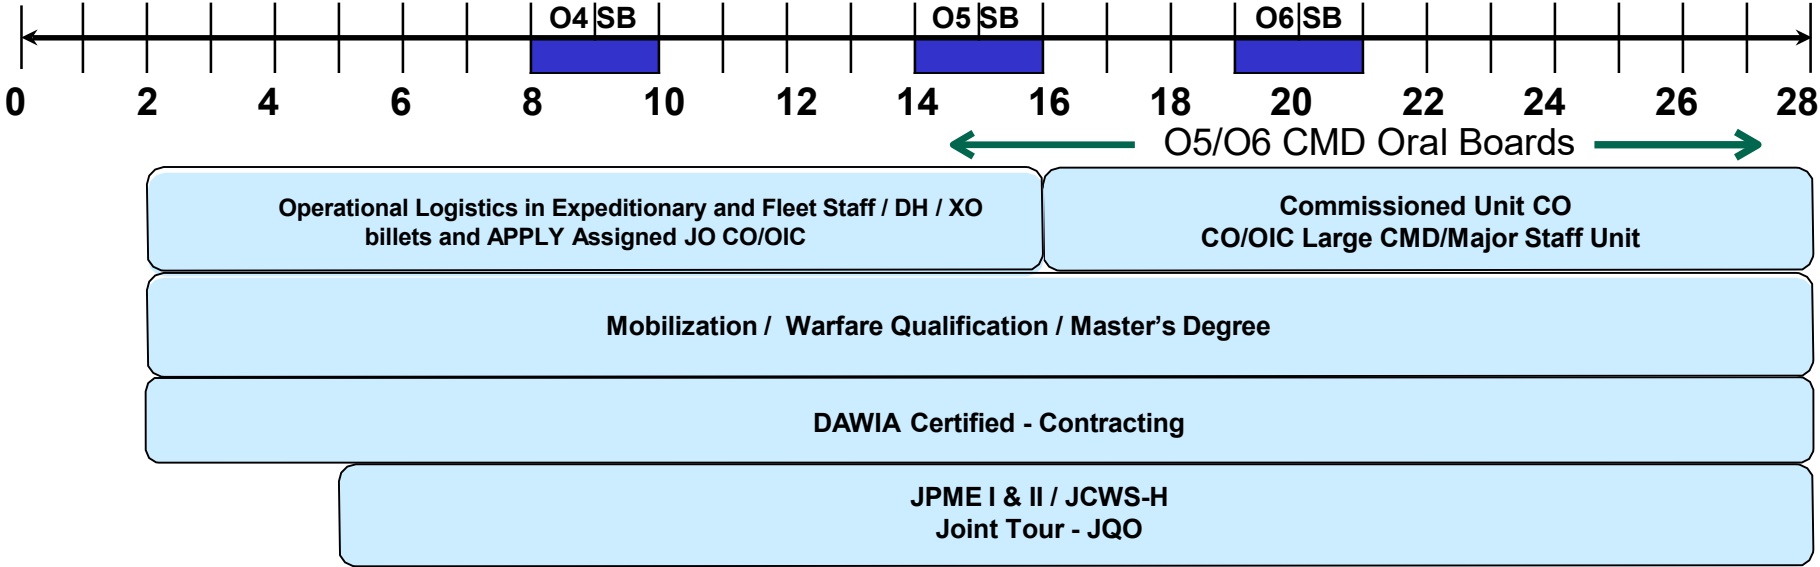 O4 SB O5 SB O6 SB
0 2 4 6 8 10 12 14 16 18 20 22 24 26 28
O5/O6 CMD Oral Boards
Operational Logistics in Expeditionary and Fleet Staff / DH / XO
billets and APPLY Assigned JO CO/OIC
Commissioned Unit CO
CO/OIC Large CMD/Major Staff Unit
Mobilization / Warfare Qualification / Master's Degree
DAWIA Certified - Contracting
JPME I & II / JCWS-H
Joint Tour - JQO